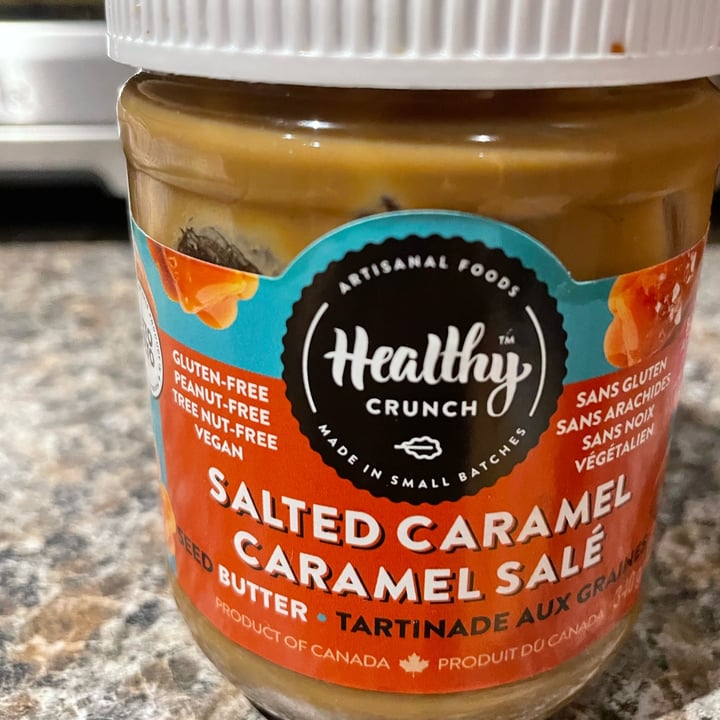 ARTISANAL FOODS
Healthy™
CRUNCH
MADE IN SMALL BATCHES
GLUTEN-FREE
PEANUT-FREE
TREE NUT-FREE
VEGAN
SANS GLUTEN
SANS ARACHIDES
SANS NOIX
VÉGÉTALIEN
SALTED CARAMEL
CARAMEL SALÉ
SEED BUTTER • TARTINADE AUX GRAINES
PRODUCT OF CANADA PRODUIT DU CANADA